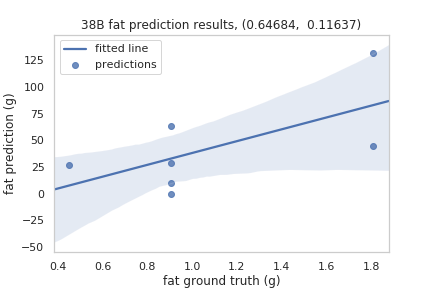 38B fat prediction results, (0.64684,  0.11637)
fitted line
predictions
fat prediction (g)
125
100
75
50
25
0
−25
−50
0.4 0.6 0.8 1.0 1.2 1.4 1.6 1.8
fat ground truth (g)